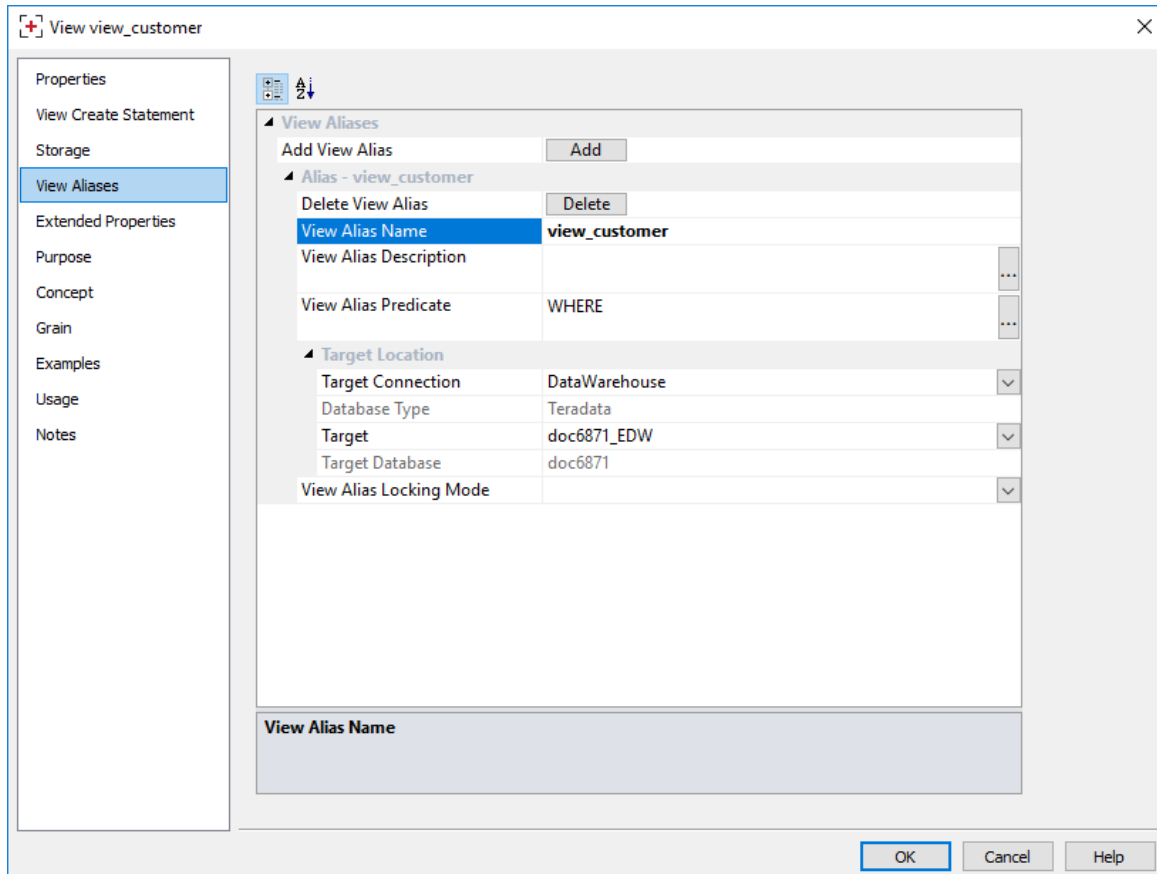 View view_customer
Properties
View Create Statement
Storage
View Aliases
Extended Properties
Purpose
Concept
Grain
Examples
Usage
Notes
View Aliases
Add View Alias Add
Alias - view_customer
Delete View Alias Delete
View Alias Name view_customer
View Alias Description ...
View Alias Predicate WHERE ...
Target Location
Target Connection DataWarehouse
Database Type Teradata
Target doc6871_EDW
Target Database doc6871
View Alias Locking Mode
View Alias Name
OK Cancel Help